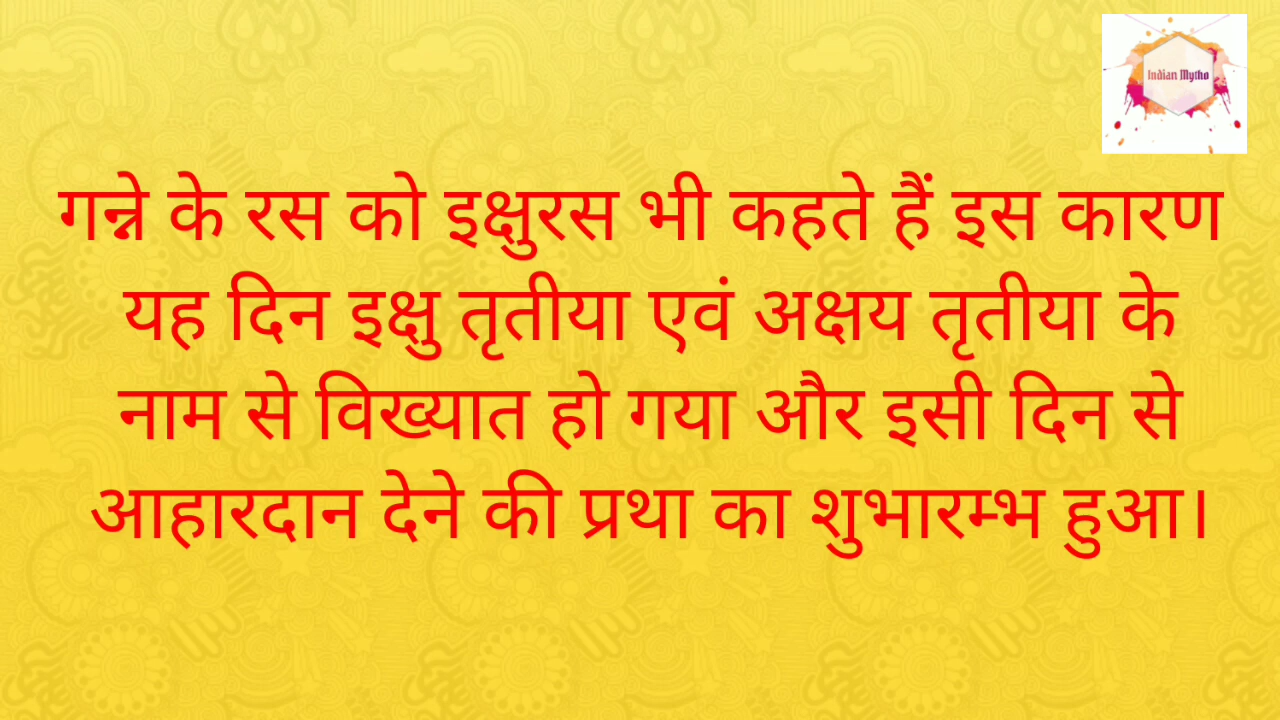 Indian Mytho
गन्ने के रस को इक्षुरस भी कहते हैं इस कारण
यह दिन इक्षु तृतीया एवं अक्षय तृतीया के
नाम से विख्यात हो गया और इसी दिन से
आहारदान देने की प्रथा का शुभारम्भ हुआ।